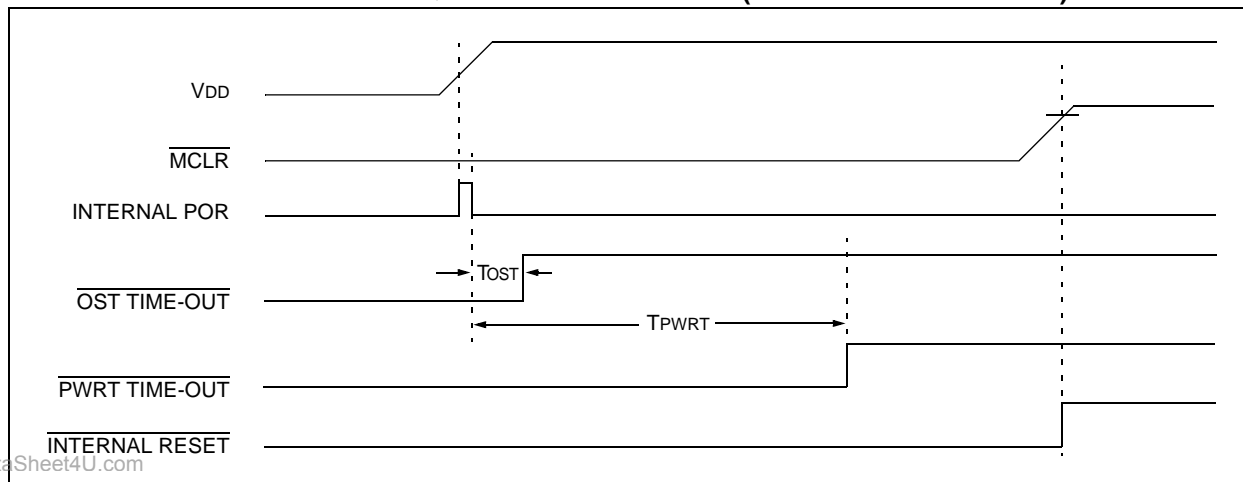 VDD
MCLR
INTERNAL POR
TOST
OST TIME-OUT
TPWRT
PWRT TIME-OUT
INTERNAL RESET
aSheet4U.com